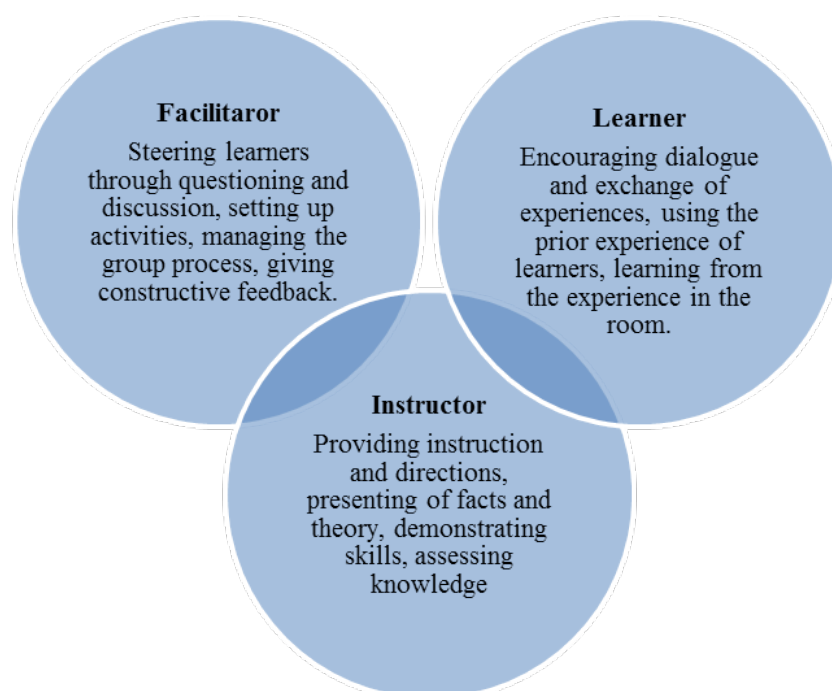 Facilitaror
Steering learners
through questioning and
discussion, setting up
activities, managing the
group process, giving
constructive feedback.
Learner
Encouraging dialogue
and exchange of
experiences, using the
prior experience of
learners, learning from
the experience in the
room.
Instructor
Providing instruction
and directions,
presenting of facts and
theory, demonstrating
skills, assessing
knowledge